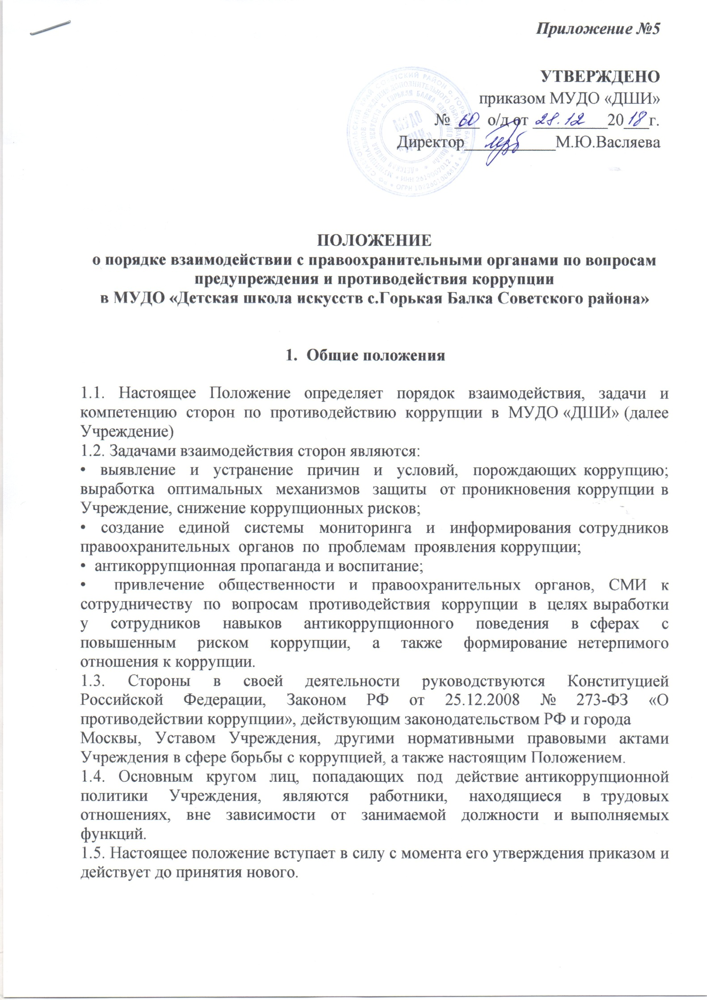 Приложение №5
УТВЕРЖДЕНО
приказом МУДО «ДШИ»
№ 60 о/д от 28.12 2018г.
Директор М.Ю.Васляева
МУДО
«ДШИ»
ИНН 2619007012
ПОЛОЖЕНИЕ
о порядке взаимодействии с правоохранительными органами по вопросам
предупреждения и противодействия коррупции
в МУДО «Детская школа искусств с.Горькая Балка Советского района»
1. Общие положения
1.1. Настоящее Положение определяет порядок взаимодействия, задачи и
компетенцию сторон по противодействию коррупции в МУДО «ДШИ» (далее
Учреждение)
1.2. Задачами взаимодействия сторон являются:
• выявление и устранение причин и условий, порождающих коррупцию;
выработка оптимальных механизмов защиты от проникновения коррупции в
Учреждение, снижение коррупционных рисков;
• создание единой системы мониторинга и информирования сотрудников
правоохранительных органов по проблемам проявления коррупции;
• антикоррупционная пропаганда и воспитание;
• привлечение общественности и правоохранительных органов, СМИ к
сотрудничеству по вопросам противодействия коррупции в целях выработки
у сотрудников навыков антикоррупционного поведения в сферах с
повышенным риском коррупции, а также формирование нетерпимого
отношения к коррупции.
1.3. Стороны в своей деятельности руководствуются Конституцией
Российской Федерации, Законом РФ от 25.12.2008 № 273-ФЗ «О
противодействии коррупции», действующим законодательством РФ и города
Москвы, Уставом Учреждения, другими нормативными правовыми актами
Учреждения в сфере борьбы с коррупцией, а также настоящим Положением.
1.4. Основным кругом лиц, попадающих под действие антикоррупционной
политики Учреждения, являются работники, находящиеся в трудовых
отношениях, вне зависимости от занимаемой должности и выполняемых
функций.
1.5. Настоящее положение вступает в силу с момента его утверждения приказом и
действует до принятия нового.